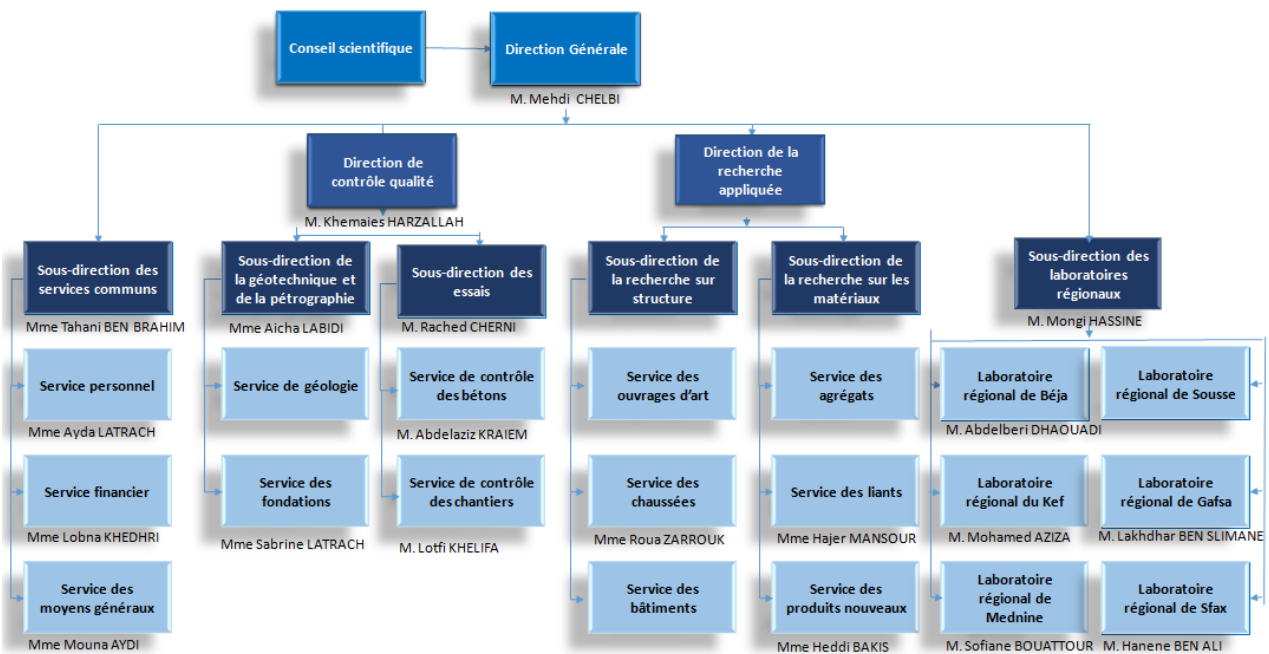 Conseil scientifique
Direction Générale
M. Mehdi CHELBI
Direction de
contrôle qualité
M. Khemaies HARZALLAH
Direction de la
recherche
appliquée
Sous-direction des
services communs
Mme Tahani BEN BRAHIM
Sous-direction de
la géotechnique et
de la pétrographie
Mme Aicha LABIDI
Sous-direction des
essais
M. Rached CHERNI
Sous-direction de
la recherche sur
structure
Sous-direction de
la recherche sur les
matériaux
Sous-direction des
laboratoires
régionaux
M. Mongi HASSINE
Service personnel
Mme Ayda LATRACH
Service financier
Mme Lobna KHEDHRI
Service des
moyens généraux
Mme Mouna AYDI
Service de géologie
Service des
fondations
Mme Sabrine LATRACH
Service de contrôle
des bétons
M. Abdelaziz KRAIEM
Service de contrôle
des chantiers
M. Lotfi KHELIFA
Service des
ouvrages d'art
Service des
chaussées
Mme Roua ZARROUK
Service des
bâtiments
Service des
agrégats
Service des liants
Mme Hajer MANSOUR
Service des
produits nouveaux
Mme Heddi BAKIS
Laboratoire
régional de Béja
M. Abdelberi DHAOUADI
Laboratoire
régional du Kef
M. Mohamed AZIZA
Laboratoire
régional de
Mednine
M. Sofiane BOUATTOUR
Laboratoire
régional de Sousse
Laboratoire
régional de Gafsa
M. Lakhdhar BEN SLIMANE
Laboratoire
régional de Sfax
M. Hanene BEN ALI